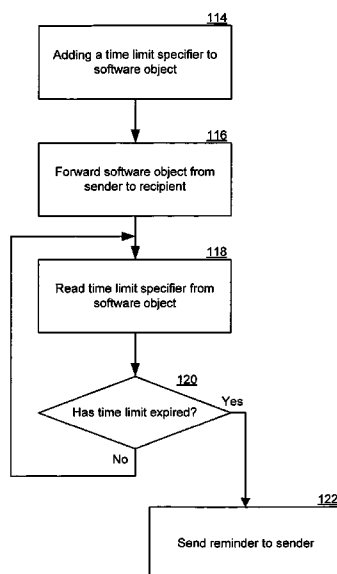 114
Adding a time limit specifier to
software object
116
Forward software object from
sender to recipient
118
Read time limit specifier from
software object
120
Has time limit expired?
Yes
No
122
Send reminder to sender